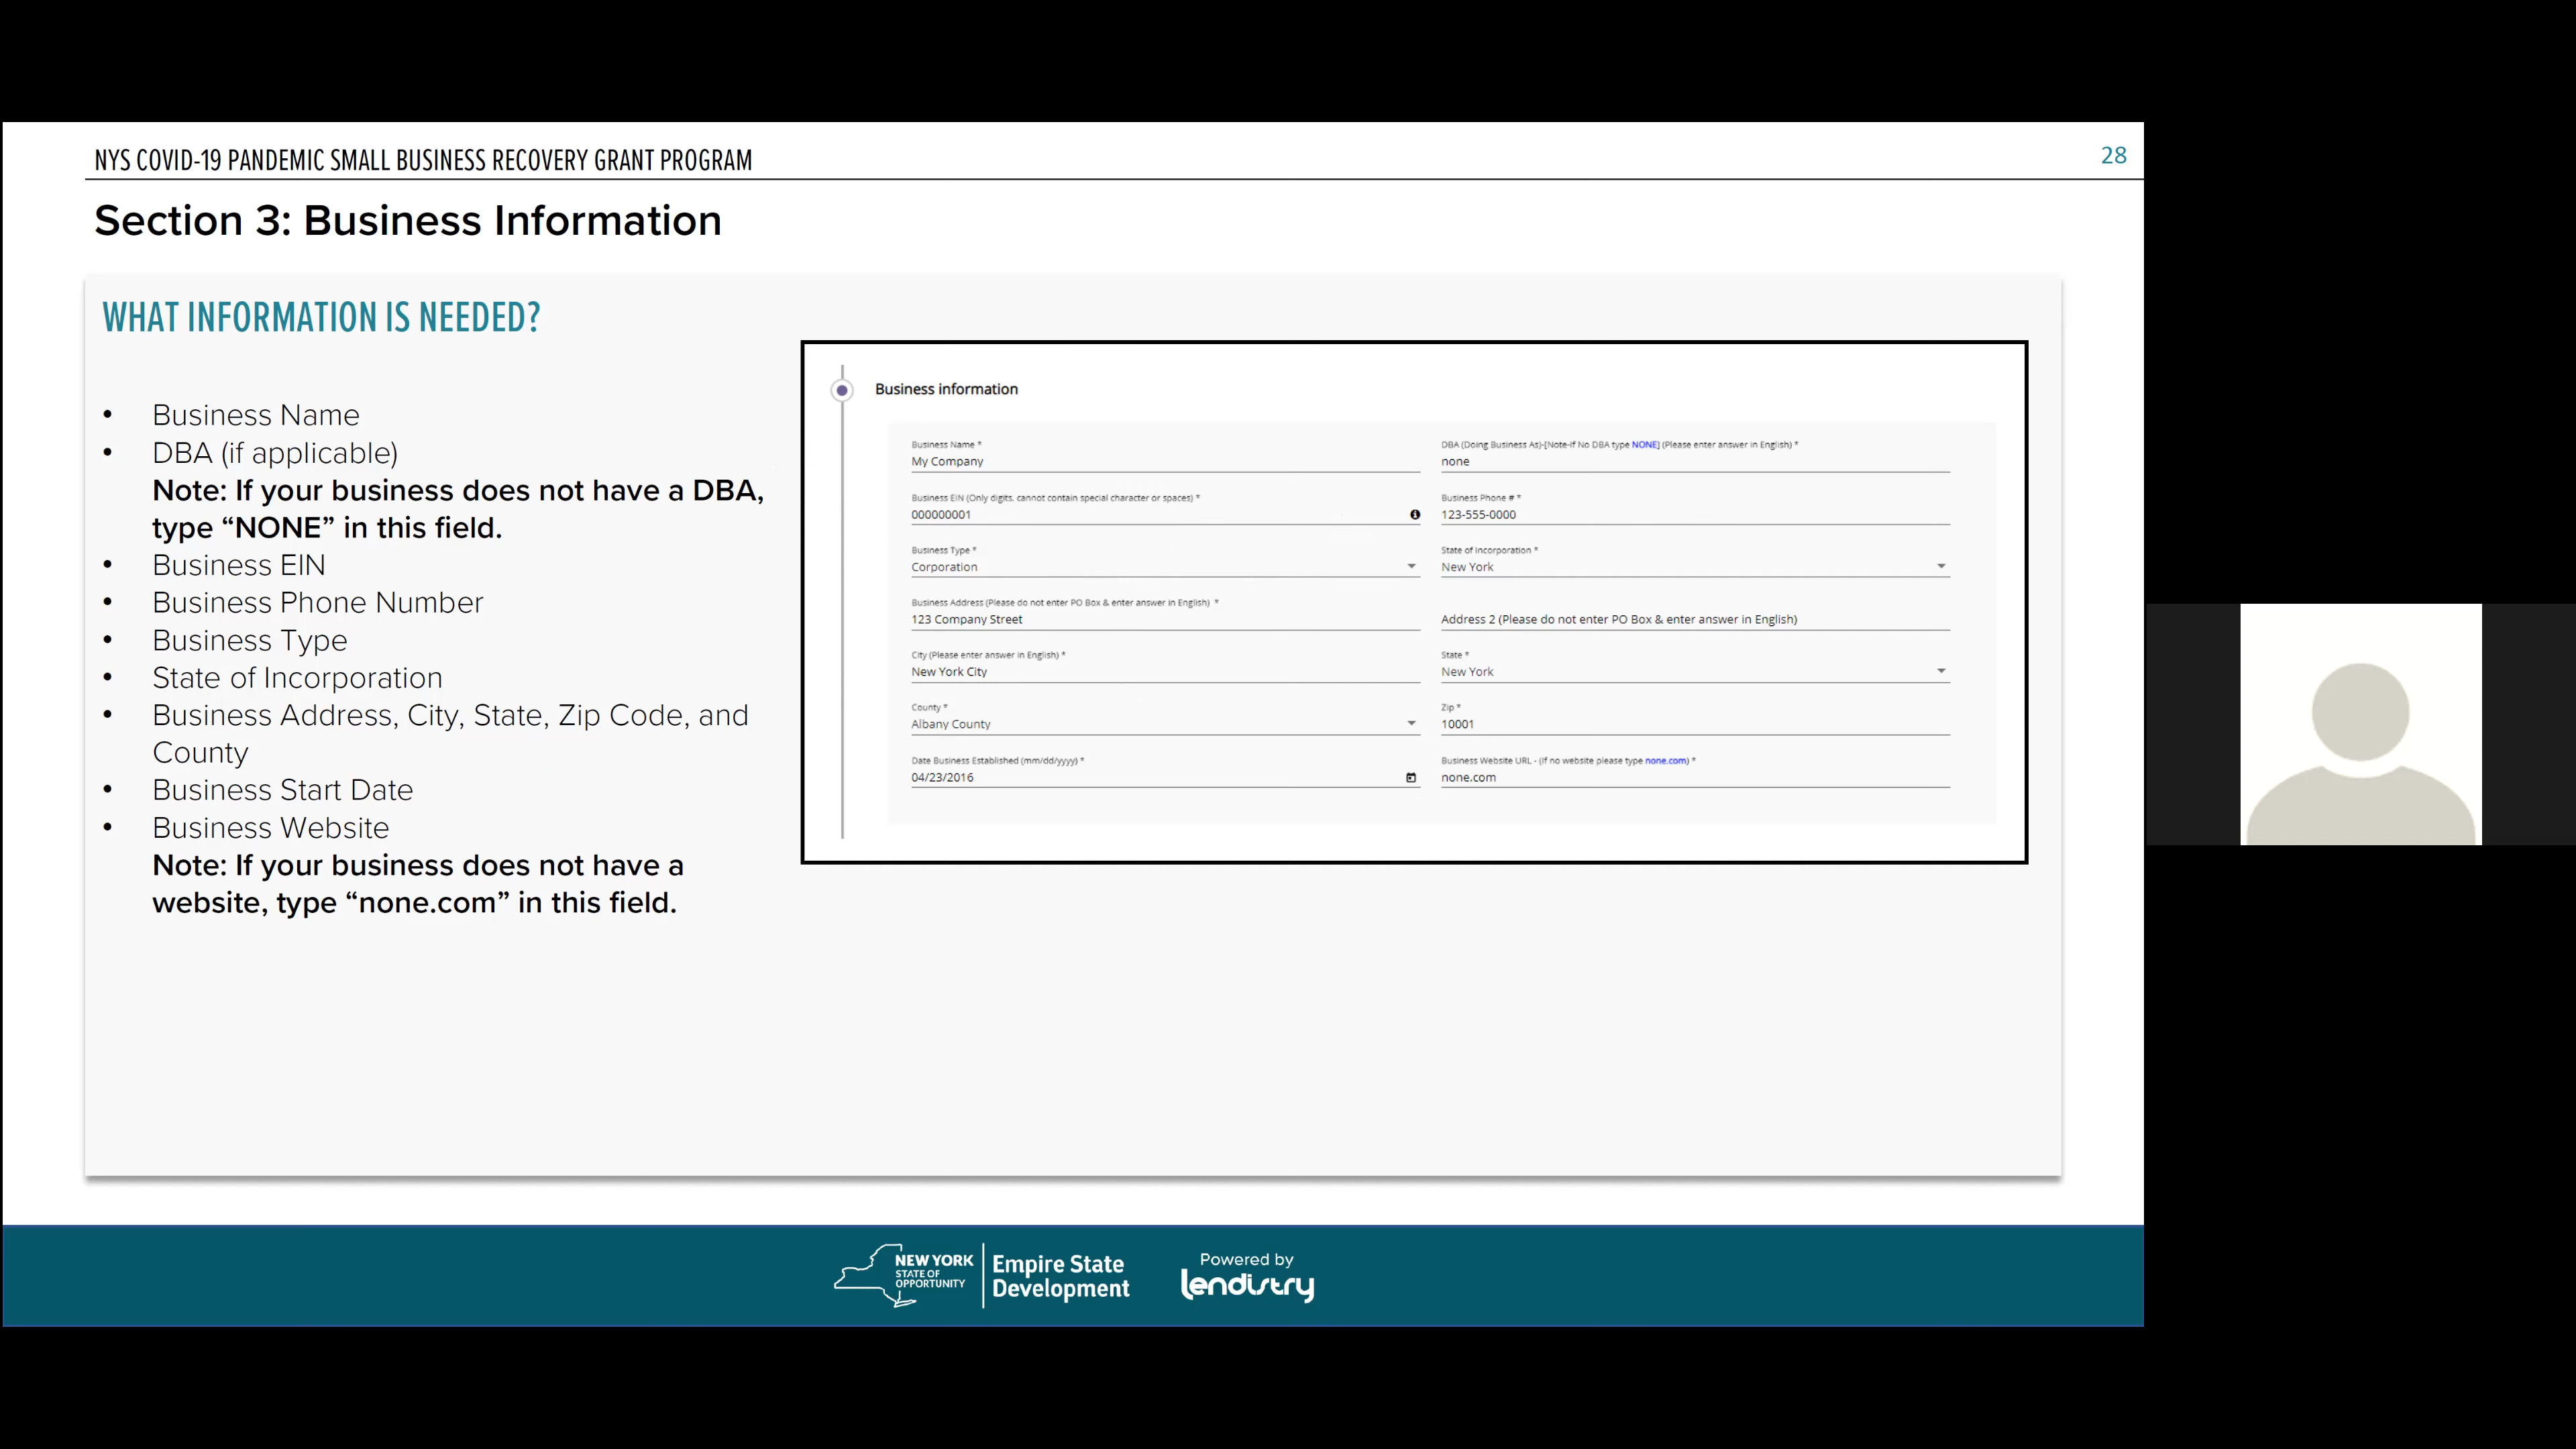 NYS COVID-19 PANDEMIC SMALL BUSINESS RECOVERY GRANT PROGRAM
28
Section 3: Business Information
WHAT INFORMATION IS NEEDED?
• Business Name
• DBA (if applicable)
Note: If your business does not have a DBA,
type “NONE” in this field.
• Business EIN
• Business Phone Number
• Business Type
• State of Incorporation
• Business Address, City, State, Zip Code, and
County
• Business Start Date
• Business Website
Note: If your business does not have a
website, type “none.com” in this field.
Business information
Business Name *
My Company
DBA (Doing Business As)-[Note-If No DBA type NONE] (Please enter answer in English) *
none
Business EIN (Only digits, cannot contain special character or spaces) *
000000001
Business Phone # *
123-555-0000
Business Type *
Corporation
State of Incorporation *
New York
Business Address (Please do not enter PO Box & enter answer in English) *
123 Company Street
Address 2 (Please do not enter PO Box & enter answer in English)
City (Please enter answer in English) *
New York City
State *
New York
County *
Albany County
Zip *
10001
Date Business Established (mm/dd/yyyy) *
04/23/2016
Business Website URL - (if no website please type none.com) *
none.com
NEW YORK
STATE OF
OPPORTUNITY
Empire State
Development
Powered by
lendistry